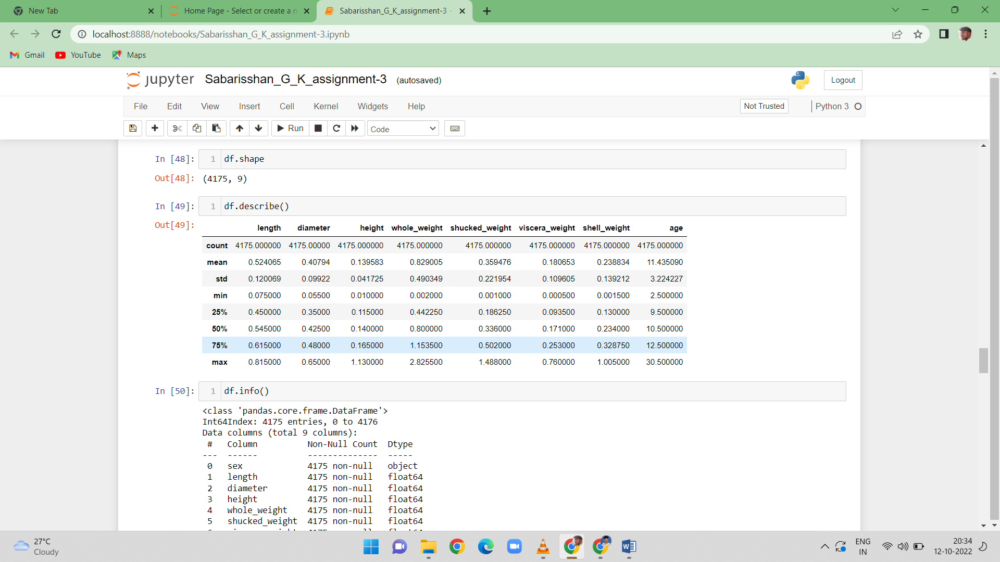 New Tab
Home Page - Select or create a n
Sabarisshan_G_K_assignment-3 -
localhost:8888/notebooks/Sabarisshan_G_K_assignment-3.ipynb
Gmail YouTube Maps
jupyter Sabarisshan_G_K_assignment-3 (autosaved) Logout
File Edit View Insert Cell Kernel Widgets Help Not Trusted Python 3
Run Code
In [48]: 1 df.shape
Out[48]: (4175, 9)
In [49]: 1 df.describe()
Out[49]:
length diameter height whole_weight shucked_weight viscera_weight shell_weight age
count 4175.000000 4175.00000 4175.000000 4175.000000 4175.000000 4175.000000 4175.000000 4175.000000
mean 0.524065 0.40794 0.139583 0.829005 0.359476 0.180653 0.238834 11.435090
std 0.120069 0.09922 0.041725 0.490349 0.221954 0.109605 0.139212 3.224227
min 0.075000 0.05500 0.010000 0.002000 0.001000 0.000500 0.001500 2.500000
25% 0.450000 0.35000 0.115000 0.442250 0.186250 0.093500 0.130000 9.500000
50% 0.545000 0.42500 0.140000 0.800000 0.336000 0.171000 0.234000 10.500000
75% 0.615000 0.48000 0.165000 1.153500 0.502000 0.253000 0.328750 12.500000
max 0.815000 0.65000 1.130000 2.825500 1.488000 0.760000 1.005000 30.500000
In [50]: 1 df.info()
<class 'pandas.core.frame.DataFrame'>
Int64Index: 4175 entries, 0 to 4176
Data columns (total 9 columns):
# Column Non-Null Count Dtype
--- ------ -------------- -----
0 sex 4175 non-null object
1 length 4175 non-null float64
2 diameter 4175 non-null float64
3 height 4175 non-null float64
4 whole_weight 4175 non-null float64
5 shucked_weight 4175 non-null float64
27°C
Cloudy
ENG
IN
20:34
12-10-2022